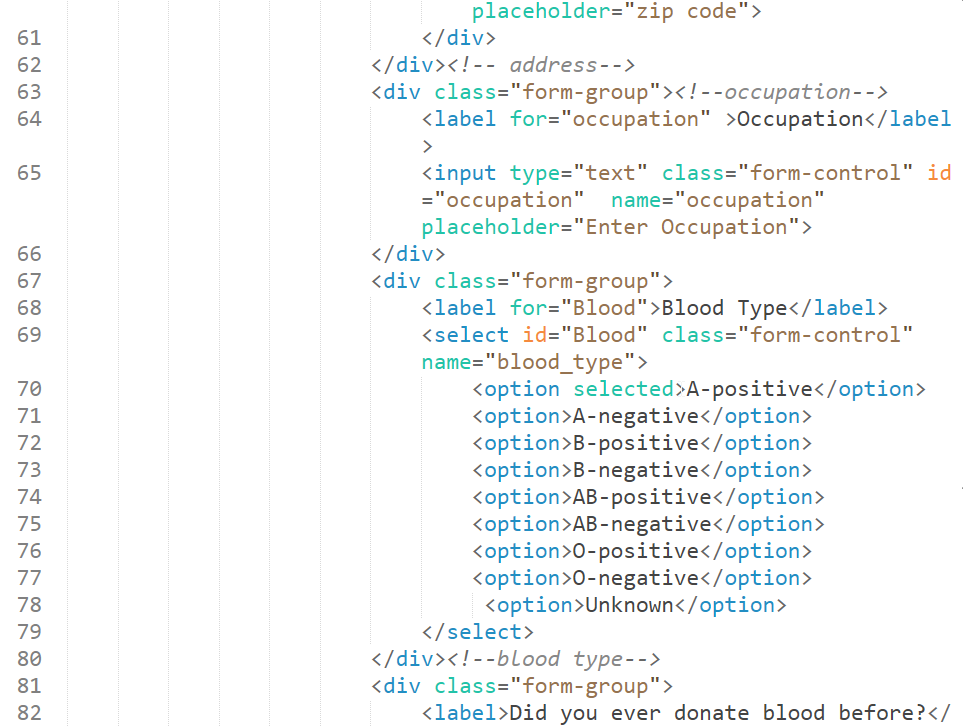 placeholder="zip code">
61 </div>
62 </div><!-- address-->
63 <div class="form-group"><!--occupation-->
64 <label for="occupation" >Occupation</label
>
65 <input type="text" class="form-control" id
="occupation"  name="occupation"
placeholder="Enter Occupation">
66 </div>
67 <div class="form-group">
68 <label for="Blood">Blood Type</label>
69 <select id="Blood" class="form-control"
name="blood_type">
70 <option selected>A-positive</option>
71 <option>A-negative</option>
72 <option>B-positive</option>
73 <option>B-negative</option>
74 <option>AB-positive</option>
75 <option>AB-negative</option>
76 <option>O-positive</option>
77 <option>O-negative</option>
78 <option>Unknown</option>
79 </select>
80 </div><!--blood type-->
81 <div class="form-group">
82 <label>Did you ever donate blood before?</